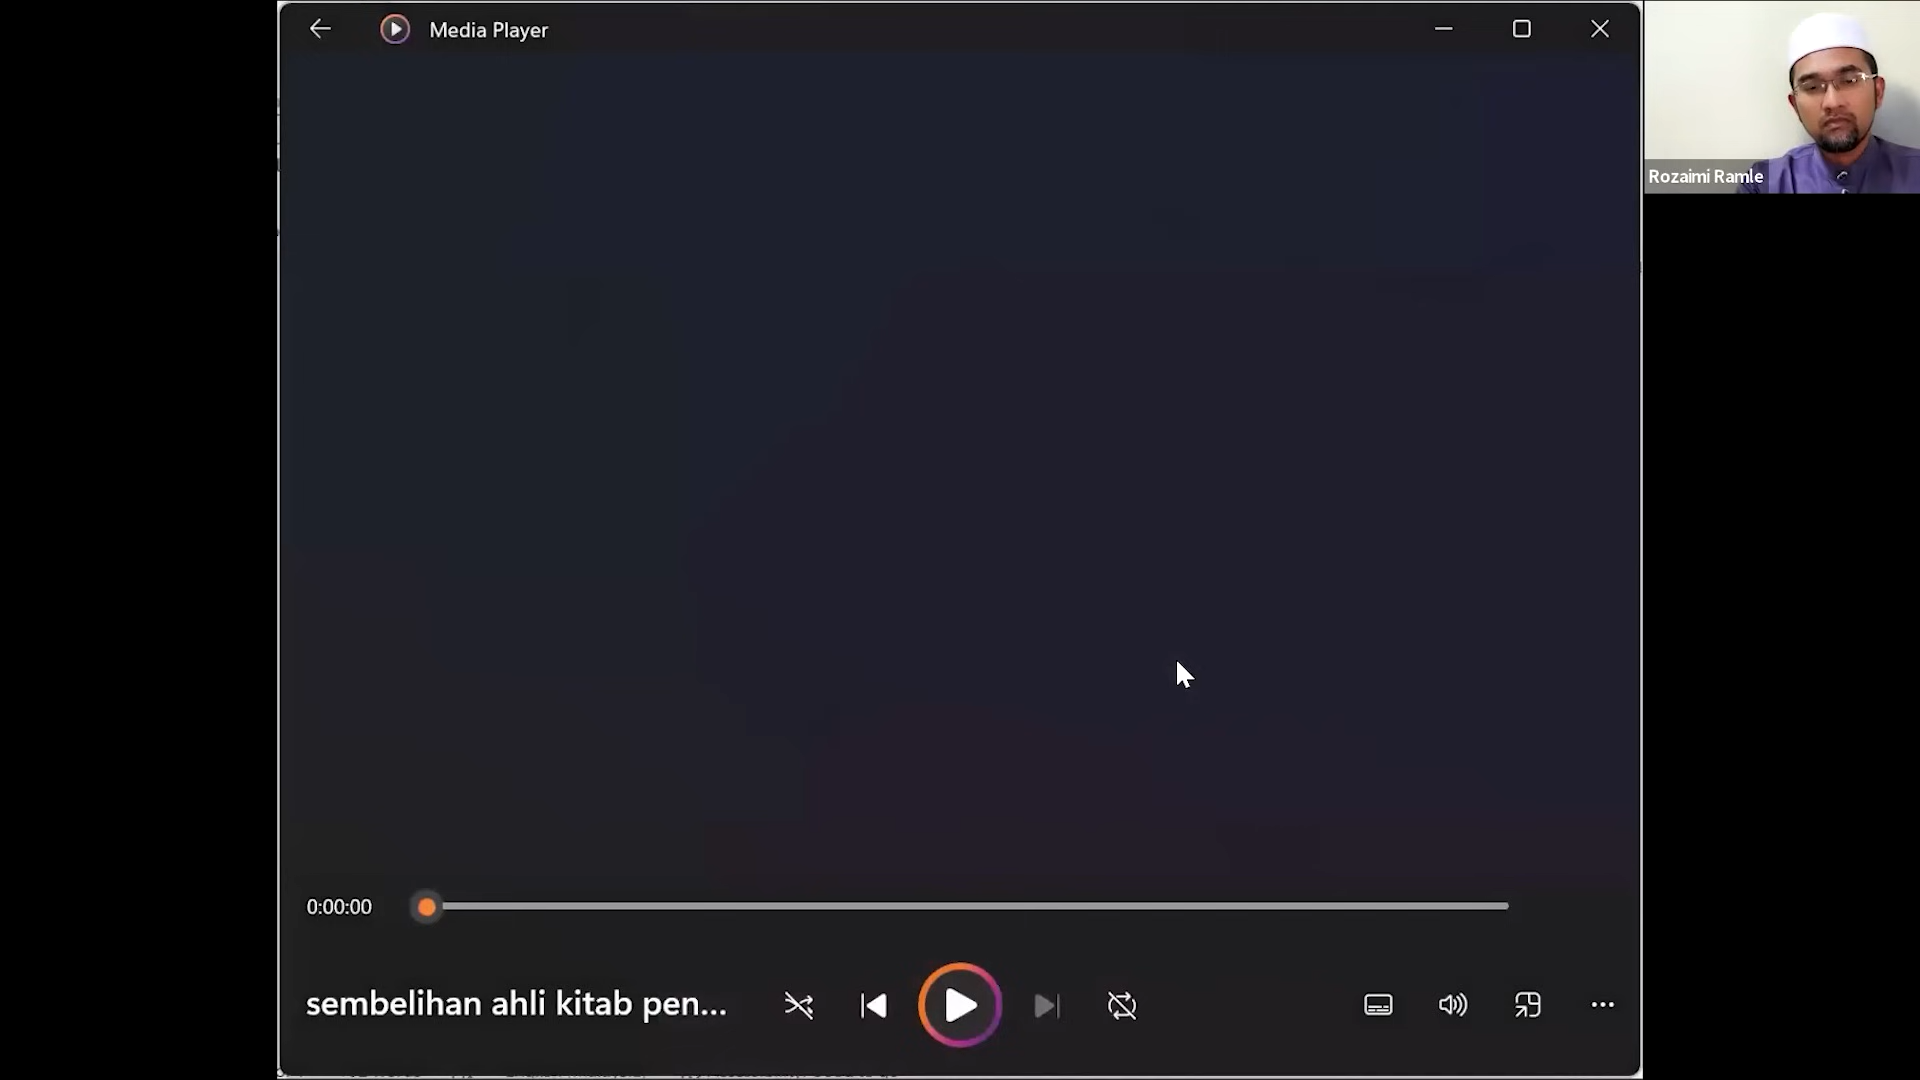 Media Player
Rozaimi Ramle
0:00:00
sembelihan ahli kitab pen...